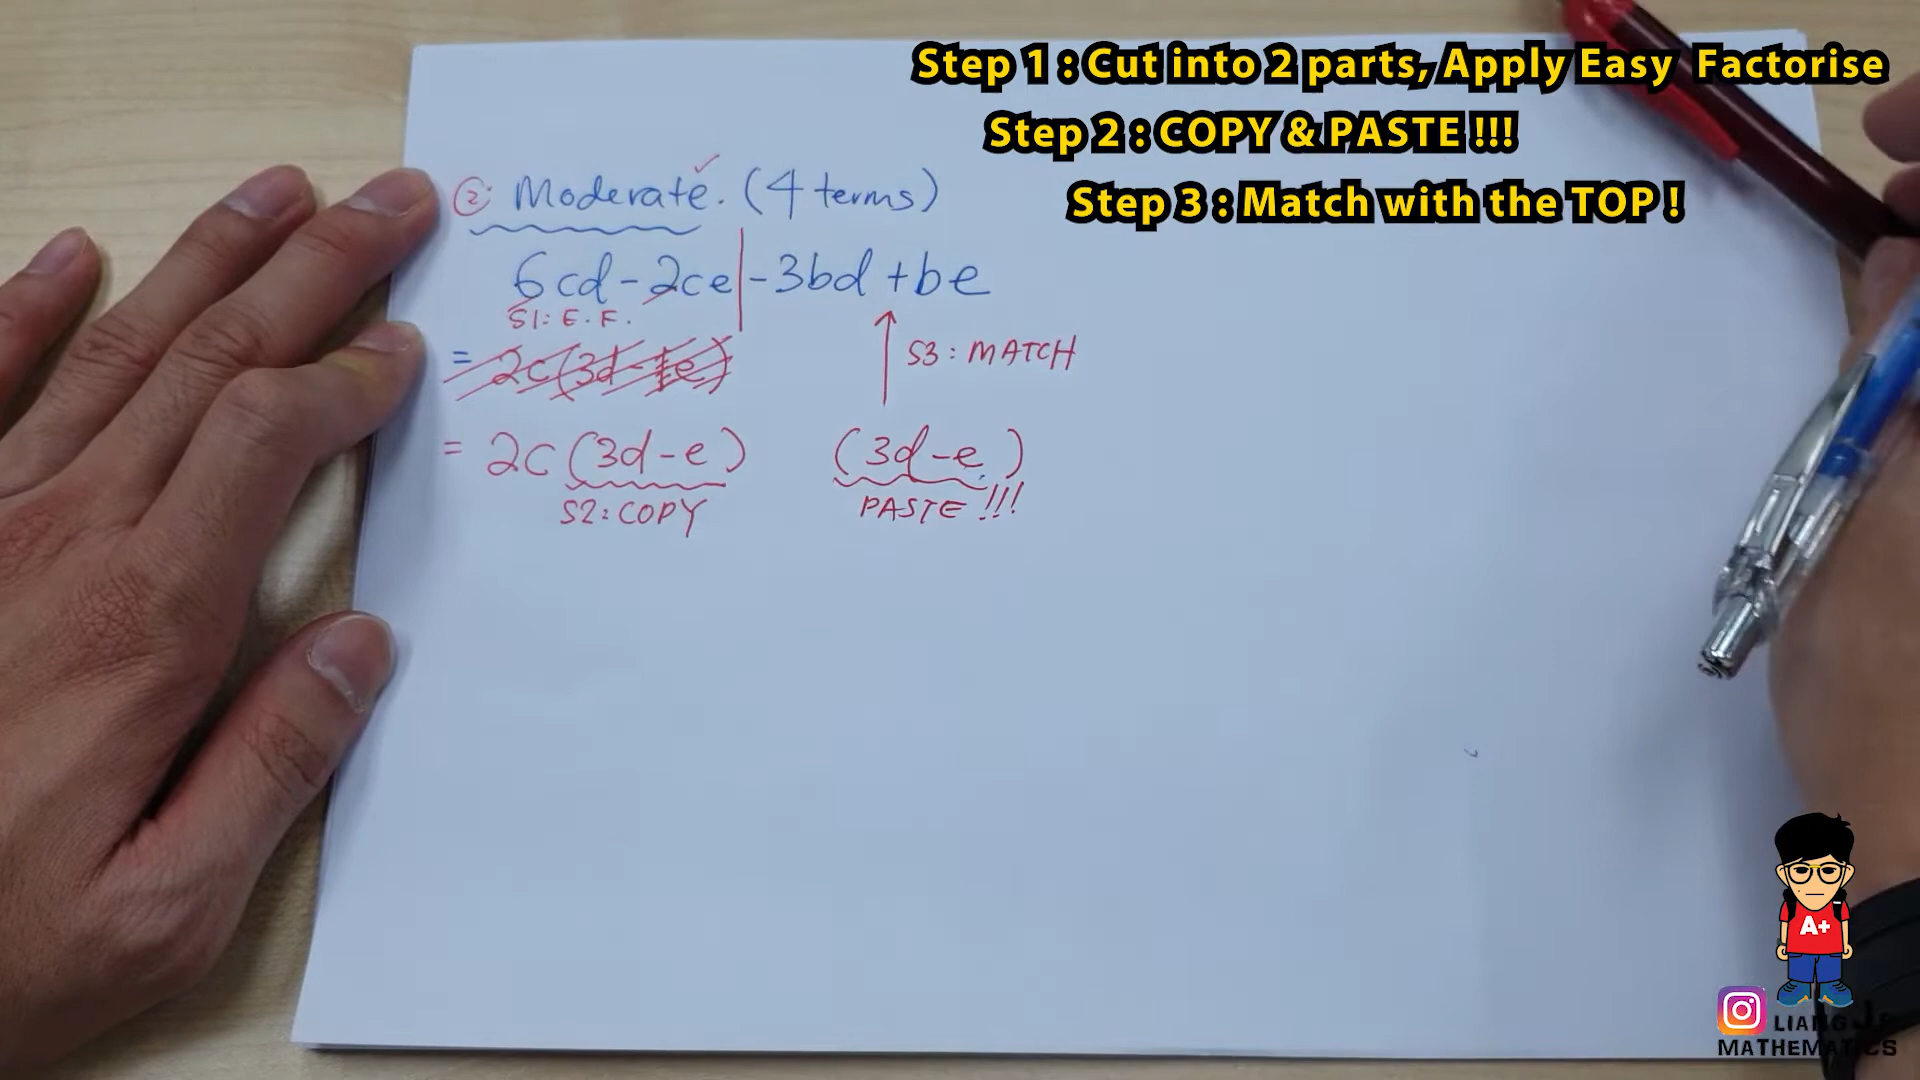 Step 1 : Cut into 2 parts, Apply Easy Factorise
Step 2 : COPY & PASTE !!!
Step 3 : Match with the TOP !
②: Moderate. (4 terms)
6cd - 2ce | - 3bd + be
S1: E.F.
= 2c(3d - e)
S3 : MATCH
= 2c (3d - e) (3d - e)
S2: COPY PASTE !!!
A+
MATHEMATICS